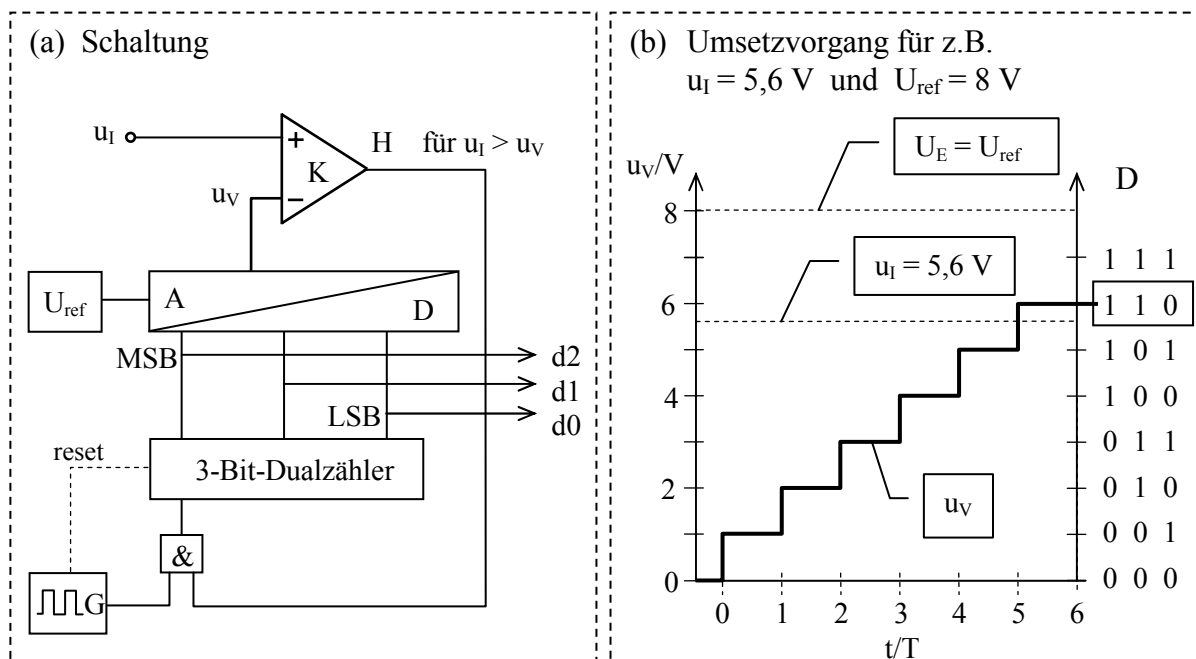 (a) Schaltung
u_I
+
H
für u_I > u_V
K
u_V
−
U_ref
A
D
MSB
d2
d1
LSB
d0
reset
3-Bit-Dualzähler
&
G
(b) Umsetzvorgang für z.B.
u_I = 5,6 V und U_ref = 8 V
U_E = U_ref
u_V/V
D
8
u_I = 5,6 V
1 1 1
6
1 1 0
1 0 1
4
1 0 0
0 1 1
2
0 1 0
u_V
0 0 1
0
0 0 0
0 1 2 3 4 5 6
t/T